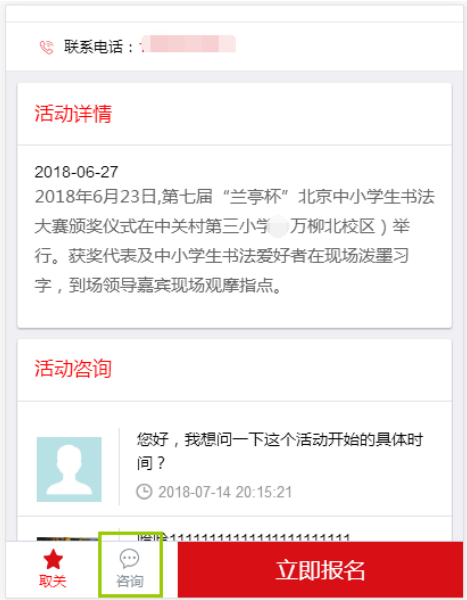 联系电话：
活动详情
2018-06-27
2018年6月23日,第七届“兰亭杯”北京中小学生书法
大赛颁奖仪式在中关村第三小学 万柳北校区）举
行。获奖代表及中小学生书法爱好者在现场泼墨习
字，到场领导嘉宾现场观摩指点。
活动咨询
您好，我想问一下这个活动开始的具体时
间？
2018-07-14 20:15:21
取关
咨询
立即报名